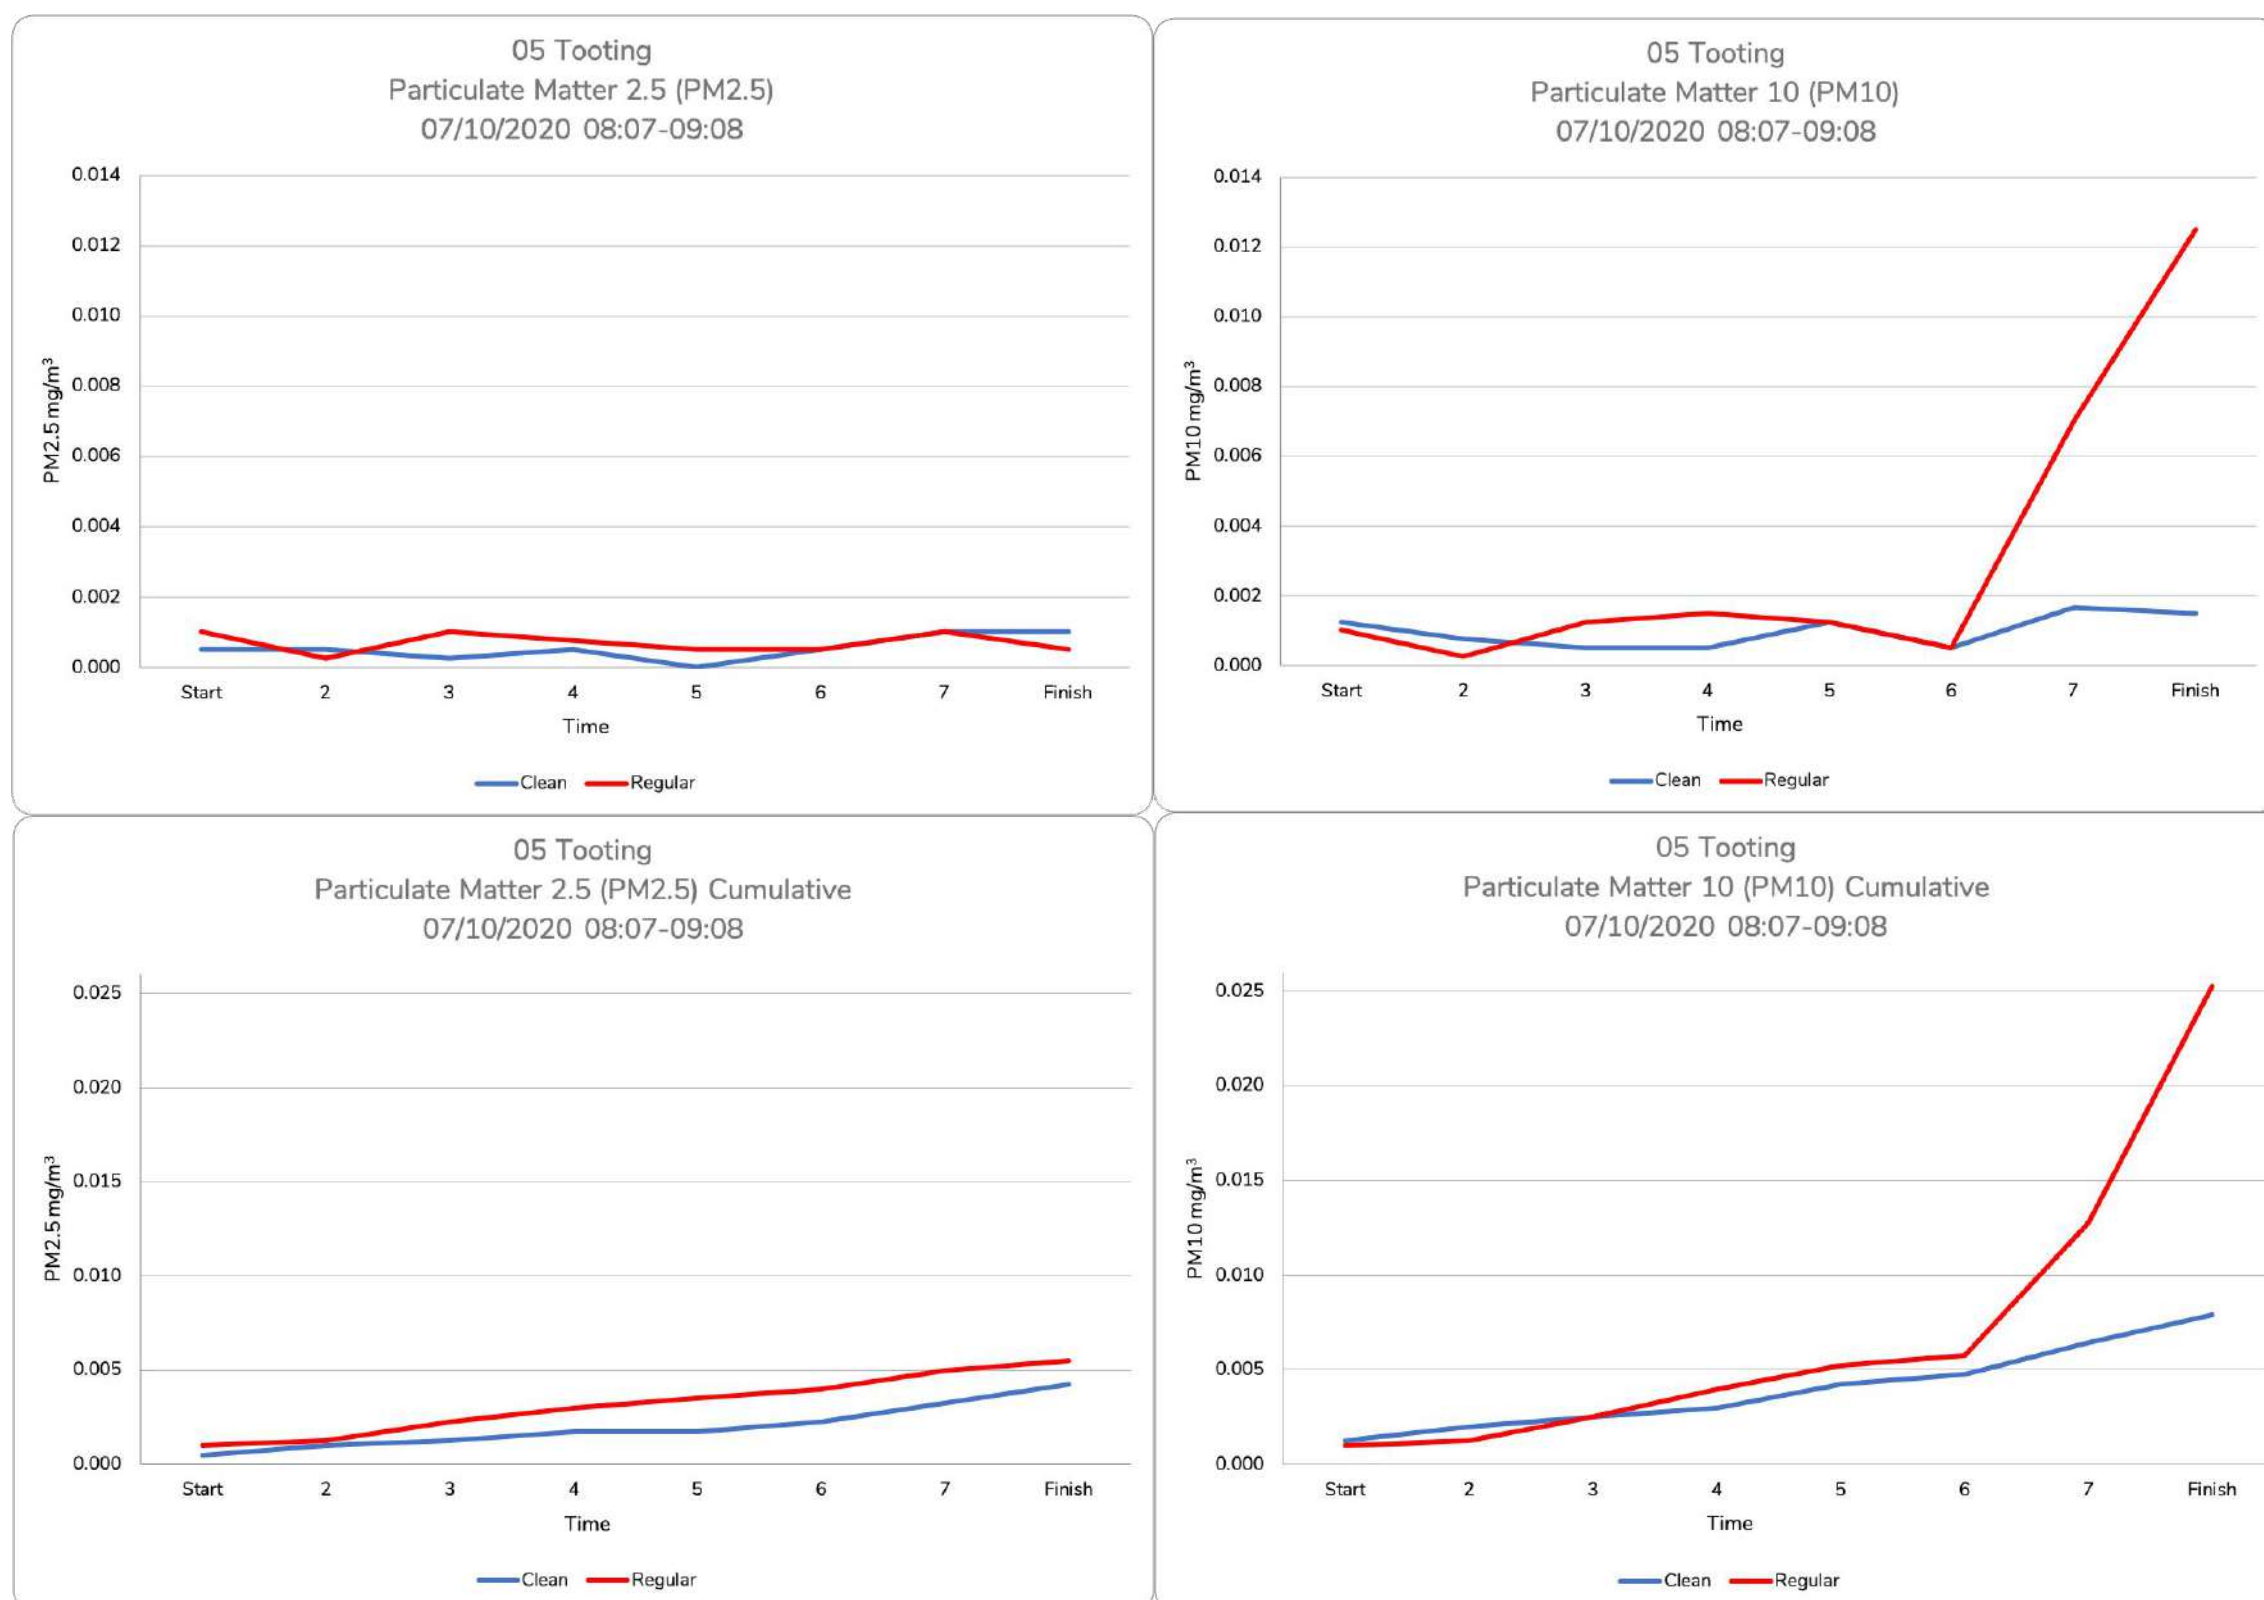 05 Tooting
Particulate Matter 2.5 (PM2.5)
07/10/2020 08:07-09:08
0.014
0.012
0.010
0.008
0.006
0.004
0.002
0.000
PM2.5 mg/m³
Start 2 3 4 5 6 7 Finish
Time
Clean Regular
05 Tooting
Particulate Matter 10 (PM10)
07/10/2020 08:07-09:08
0.014
0.012
0.010
0.008
0.006
0.004
0.002
0.000
PM10 mg/m³
Start 2 3 4 5 6 7 Finish
Time
Clean Regular
05 Tooting
Particulate Matter 2.5 (PM2.5) Cumulative
07/10/2020 08:07-09:08
0.025
0.020
0.015
0.010
0.005
0.000
PM2.5 mg/m³
Start 2 3 4 5 6 7 Finish
Time
Clean Regular
05 Tooting
Particulate Matter 10 (PM10) Cumulative
07/10/2020 08:07-09:08
0.025
0.020
0.015
0.010
0.005
0.000
PM10 mg/m³
Start 2 3 4 5 6 7 Finish
Time
Clean Regular